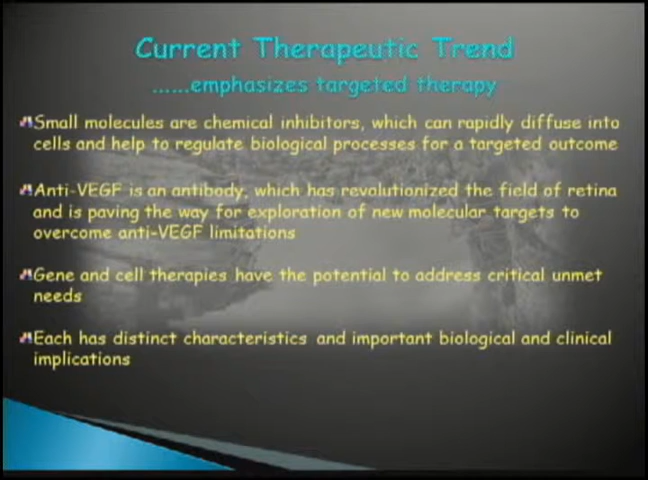 Current Therapeutic Trend
......emphasizes targeted therapy
Small molecules are chemical inhibitors, which can rapidly diffuse into
cells and help to regulate biological processes for a targeted outcome
Anti-VEGF is an antibody, which has revolutionized the field of retina
and is paving the way for exploration of new molecular targets to
overcome anti-VEGF limitations
Gene and cell therapies have the potential to address critical unmet
needs
Each has distinct characteristics and important biological and clinical
implications